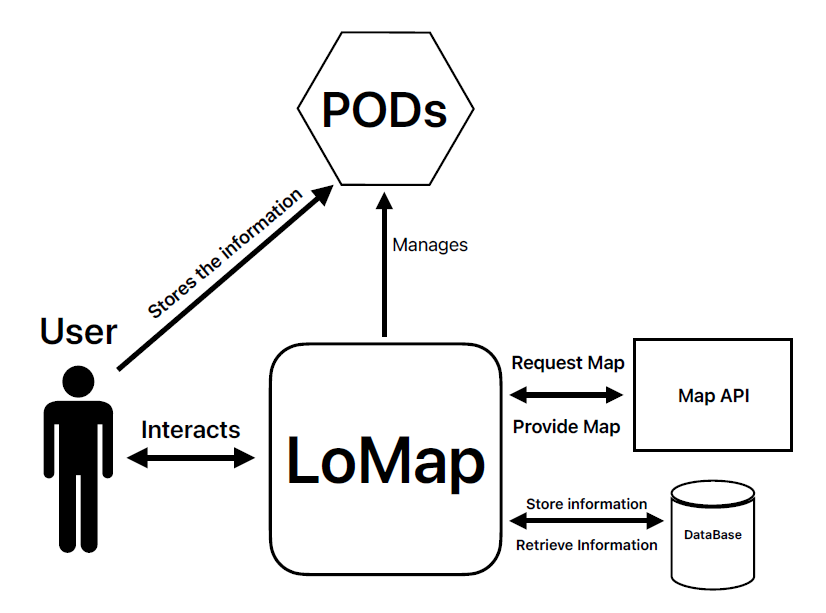 PODs
Stores the information
Manages
User
Interacts
LoMap
Request Map
Provide Map
Map API
Store information
Retrieve Information
DataBase